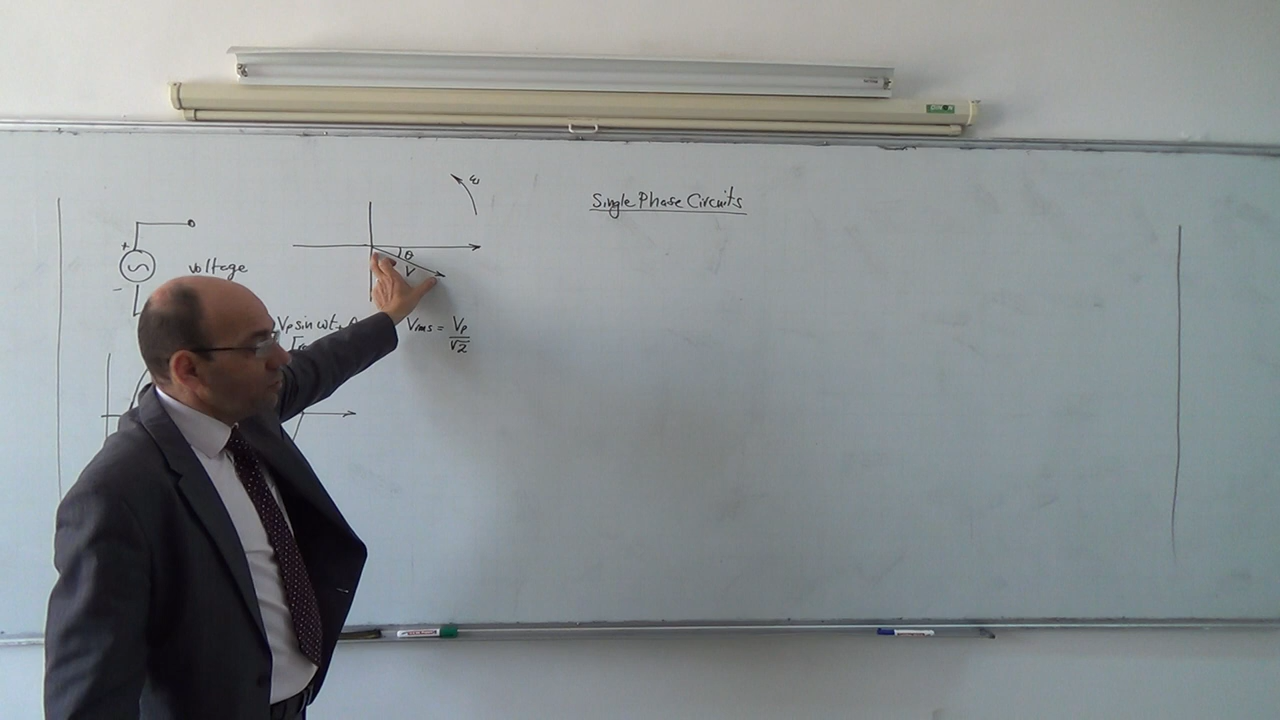 Single Phase Circuits
ω
+
θ
V
voltage
-
Vp sin ωt +
Vrms = Vp/√2